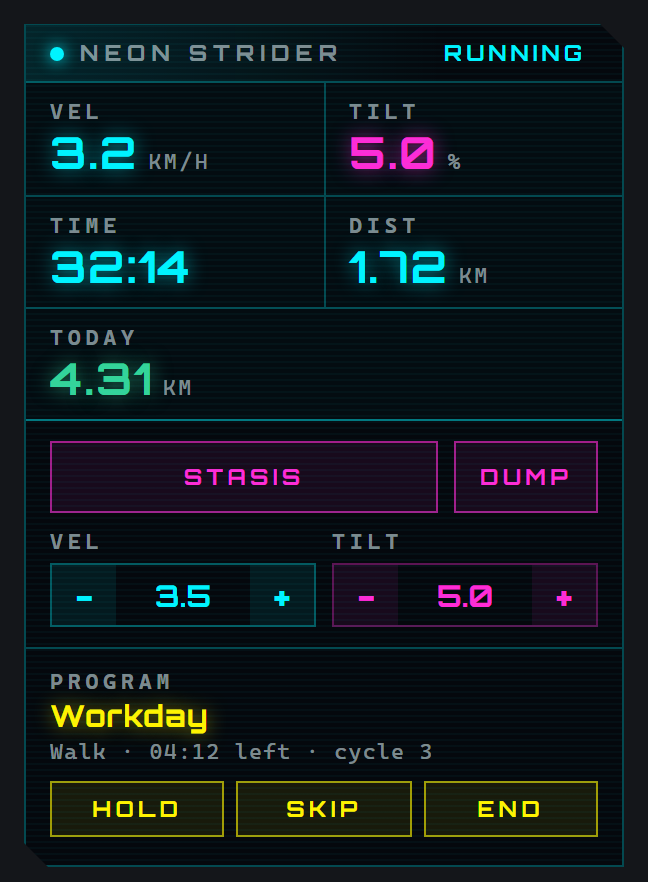 NEON STRIDER RUNNING
VEL TILT
3.2 KM/H 5.0 %
TIME DIST
32:14 1.72 KM
TODAY
4.31 KM
STASIS DUMP
VEL TILT
- 3.5 + - 5.0 +
PROGRAM
Workday
Walk · 04:12 left · cycle 3
HOLD SKIP END